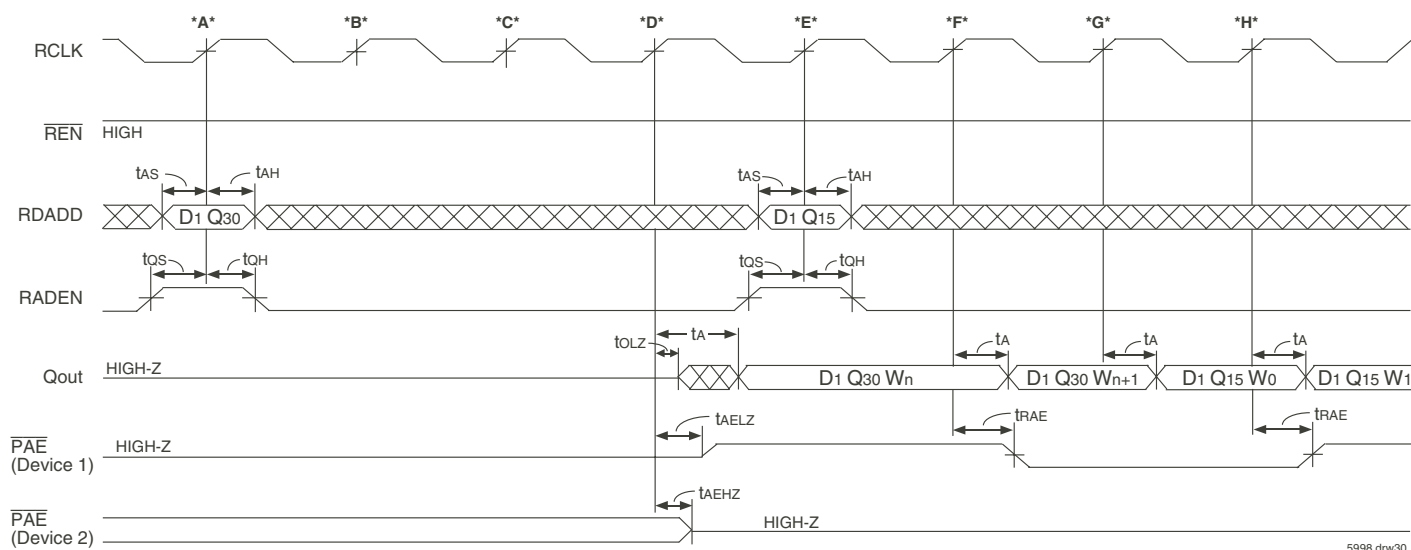 *A* *B* *C* *D* *E* *F* *G* *H*
RCLK
REN HIGH
tAS tAH tAS tAH
RDADD D1 Q30 D1 Q15
tQS tQH tQS tQH
RADEN
tOLZ tA tA tA tA
Qout HIGH-Z D1 Q30 Wn D1 Q30 Wn+1 D1 Q15 W0 D1 Q15 W1
tAELZ tRAE tRAE
PAE HIGH-Z
(Device 1)
tAEHZ
PAE HIGH-Z
(Device 2)
5998 drw30